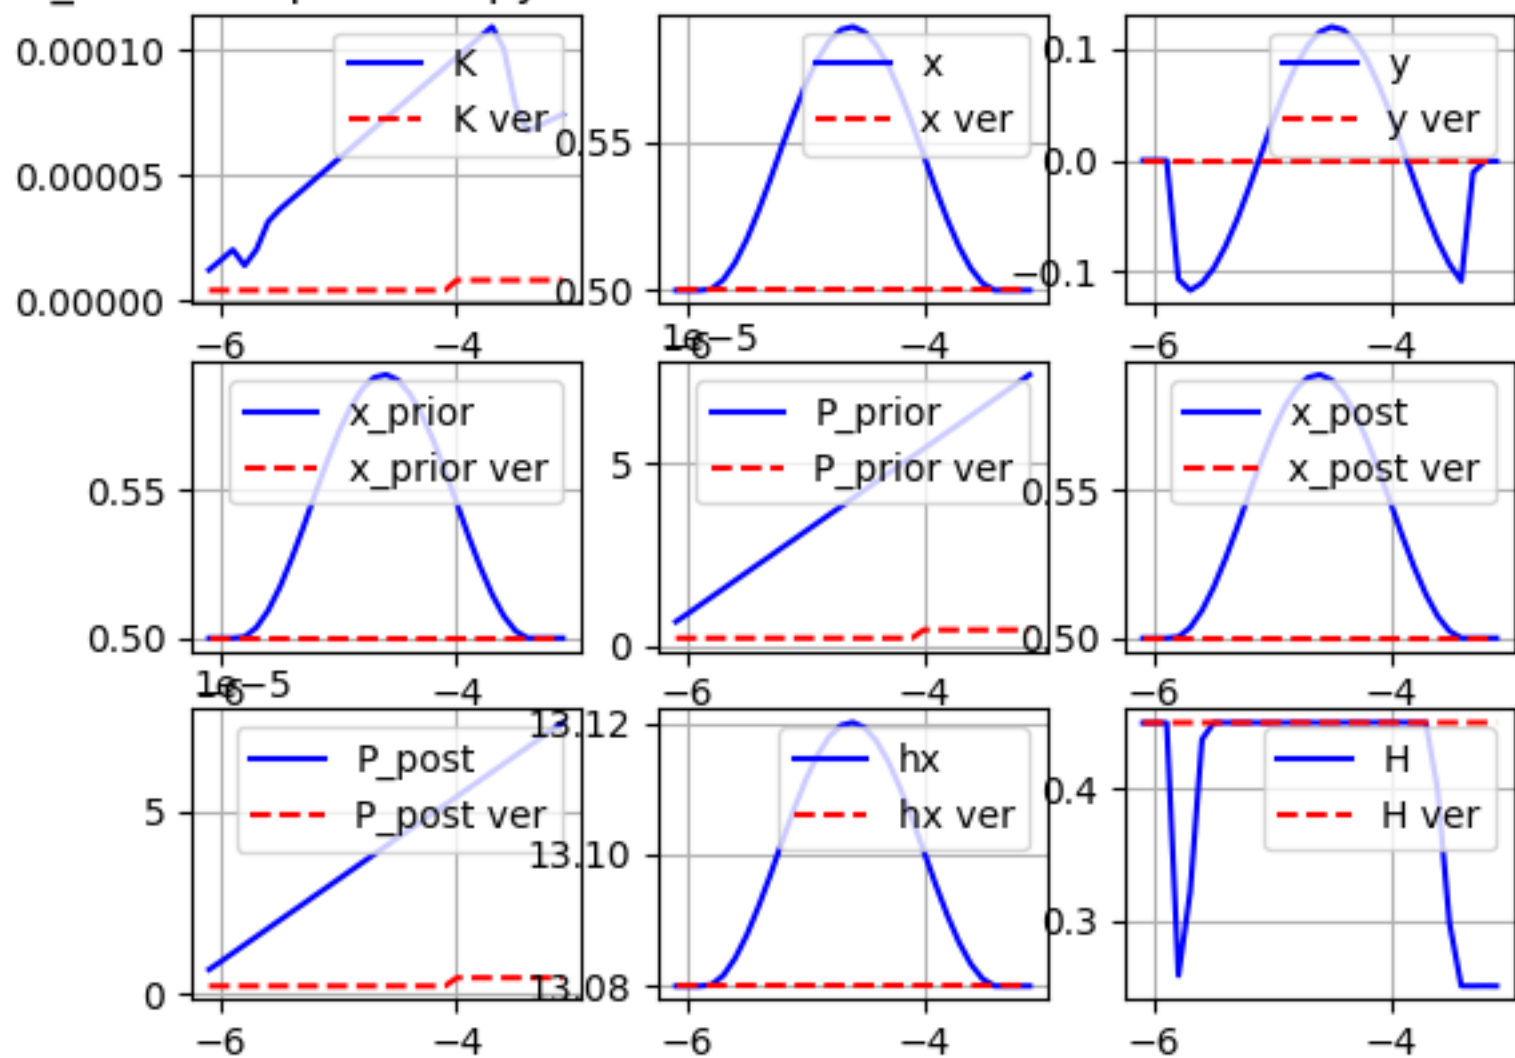 0.00010
0.00005
0.00000
−6
−4
K
K ver
0.55
0.50
−6
−4
x
x ver
0.1
0.0
−0.1
−6
−4
y
y ver
0.55
0.50
−6
−4
x_prior
x_prior ver
1e−5
5
0
−6
−4
P_prior
P_prior ver
0.55
0.50
−6
−4
x_post
x_post ver
1e−5
5
0
−6
−4
P_post
P_post ver
13.12
13.10
13.08
−6
−4
hx
hx ver
0.4
0.3
−6
−4
H
H ver